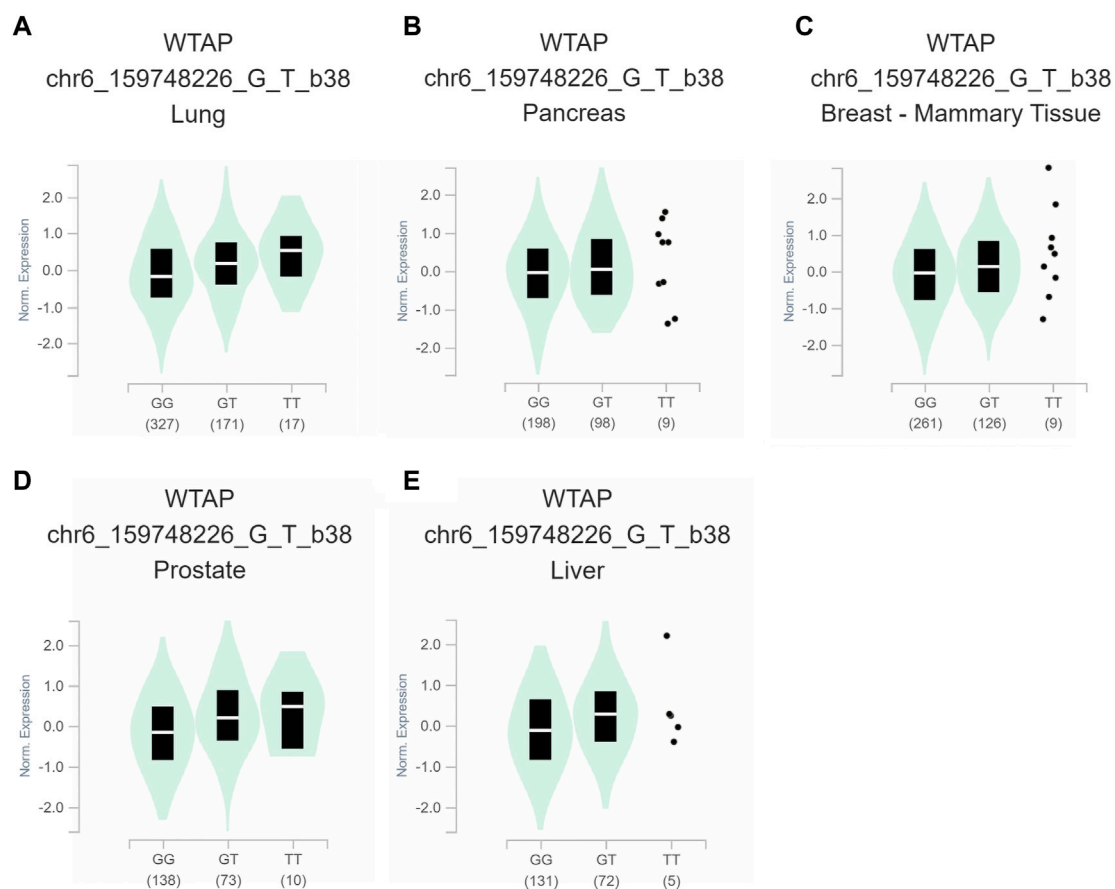 A
WTAP
chr6_159748226_G_T_b38
Lung
Norm. Expression
2.0
1.0
0.0
-1.0
-2.0
GG
GT
TT
(327)
(171)
(17)
B
WTAP
chr6_159748226_G_T_b38
Pancreas
Norm. Expression
2.0
1.0
0.0
-1.0
-2.0
GG
GT
TT
(198)
(98)
(9)
C
WTAP
chr6_159748226_G_T_b38
Breast - Mammary Tissue
Norm. Expression
2.0
1.0
0.0
-1.0
-2.0
GG
GT
TT
(261)
(126)
(9)
D
WTAP
chr6_159748226_G_T_b38
Prostate
Norm. Expression
2.0
1.0
0.0
-1.0
-2.0
GG
GT
TT
(138)
(73)
(10)
E
WTAP
chr6_159748226_G_T_b38
Liver
Norm. Expression
2.0
1.0
0.0
-1.0
-2.0
GG
GT
TT
(131)
(72)
(5)